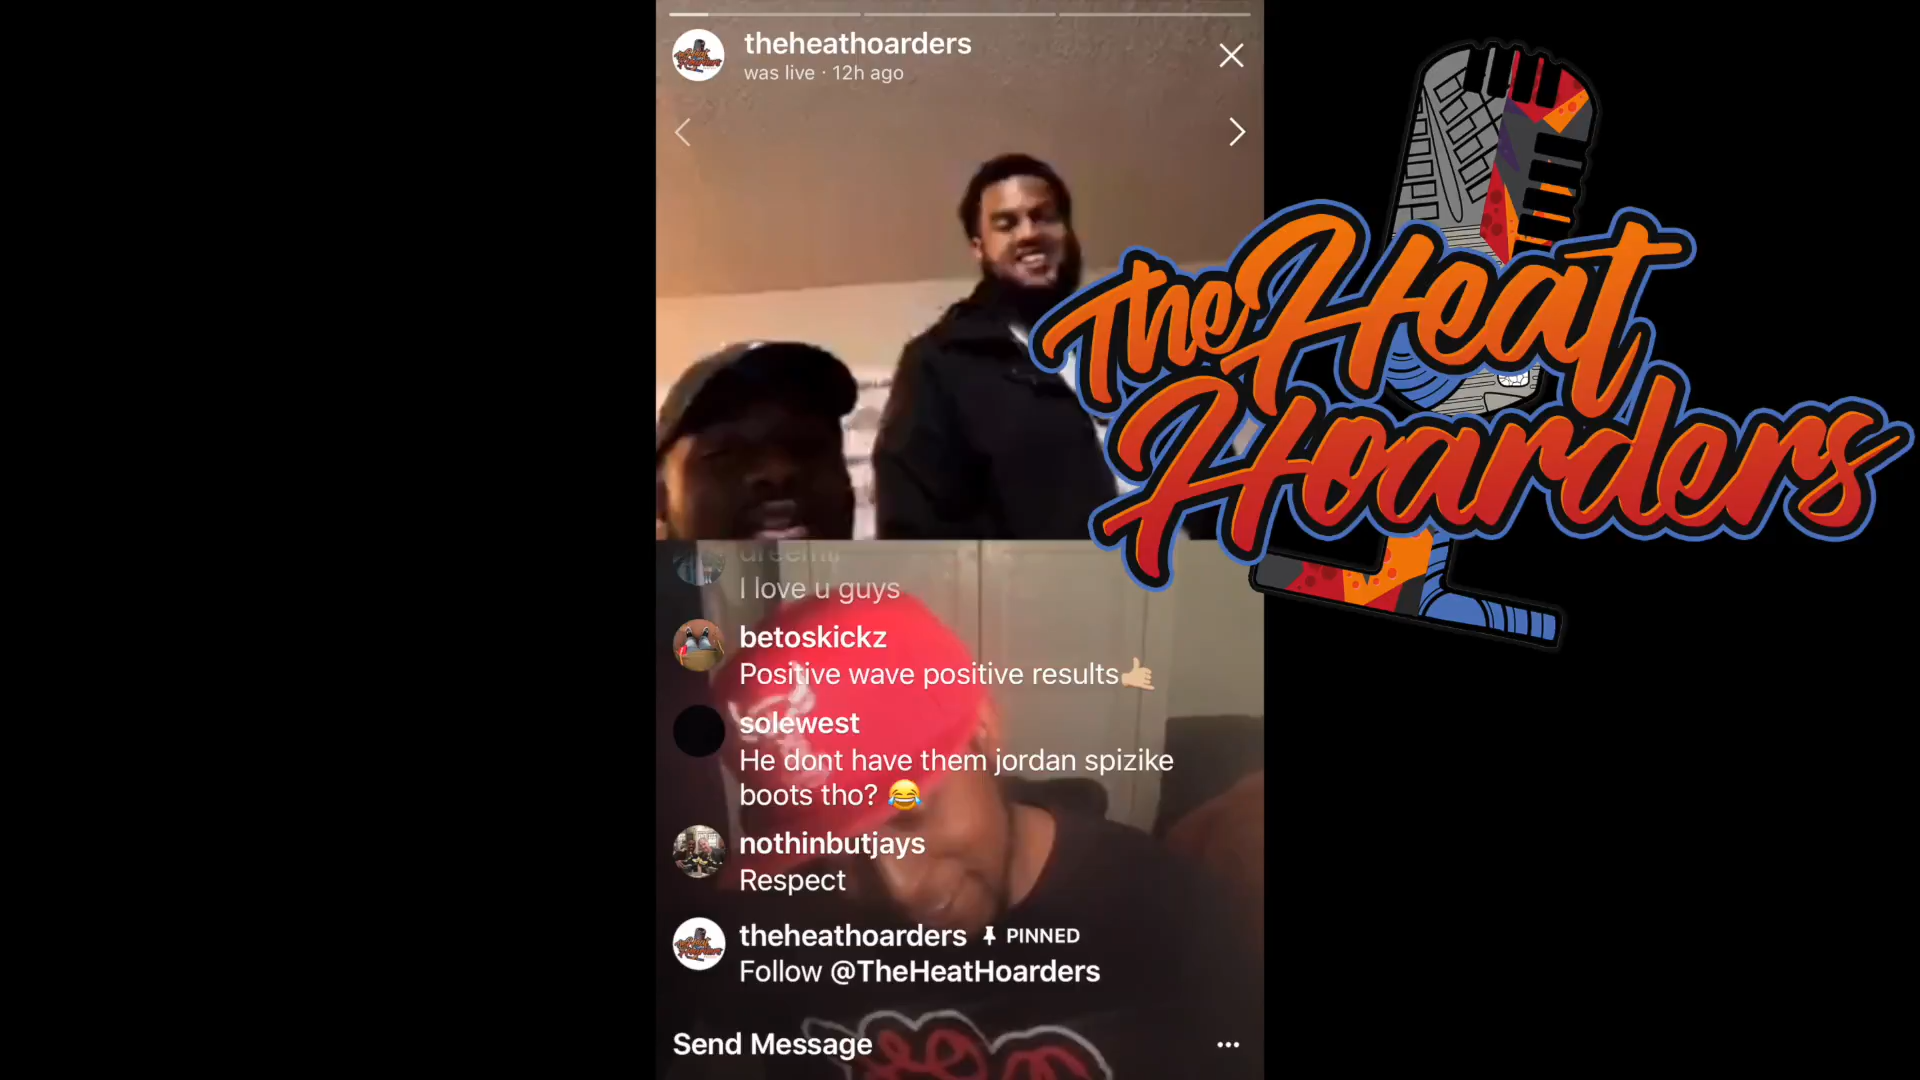 theheathoarders
was live · 12h ago
The Heat
Hoarders
I love u guys
betoskickz
Positive wave positive results🤙🏼
solewest
He dont have them jordan spizike
boots tho? 😂
nothinbutjays
Respect
theheathoarders PINNED
Follow @TheHeatHoarders
Send Message